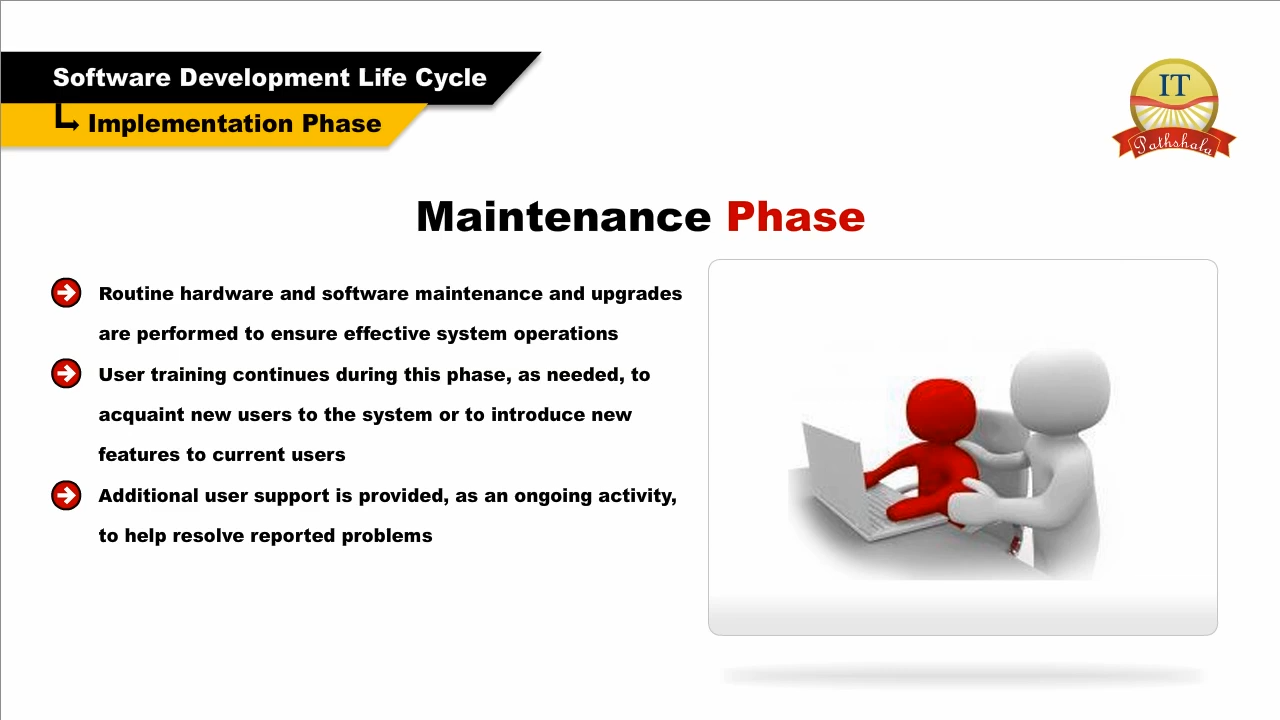 Software Development Life Cycle
Implementation Phase
IT
Pathshala
Maintenance Phase
Routine hardware and software maintenance and upgrades
are performed to ensure effective system operations
User training continues during this phase, as needed, to
acquaint new users to the system or to introduce new
features to current users
Additional user support is provided, as an ongoing activity,
to help resolve reported problems